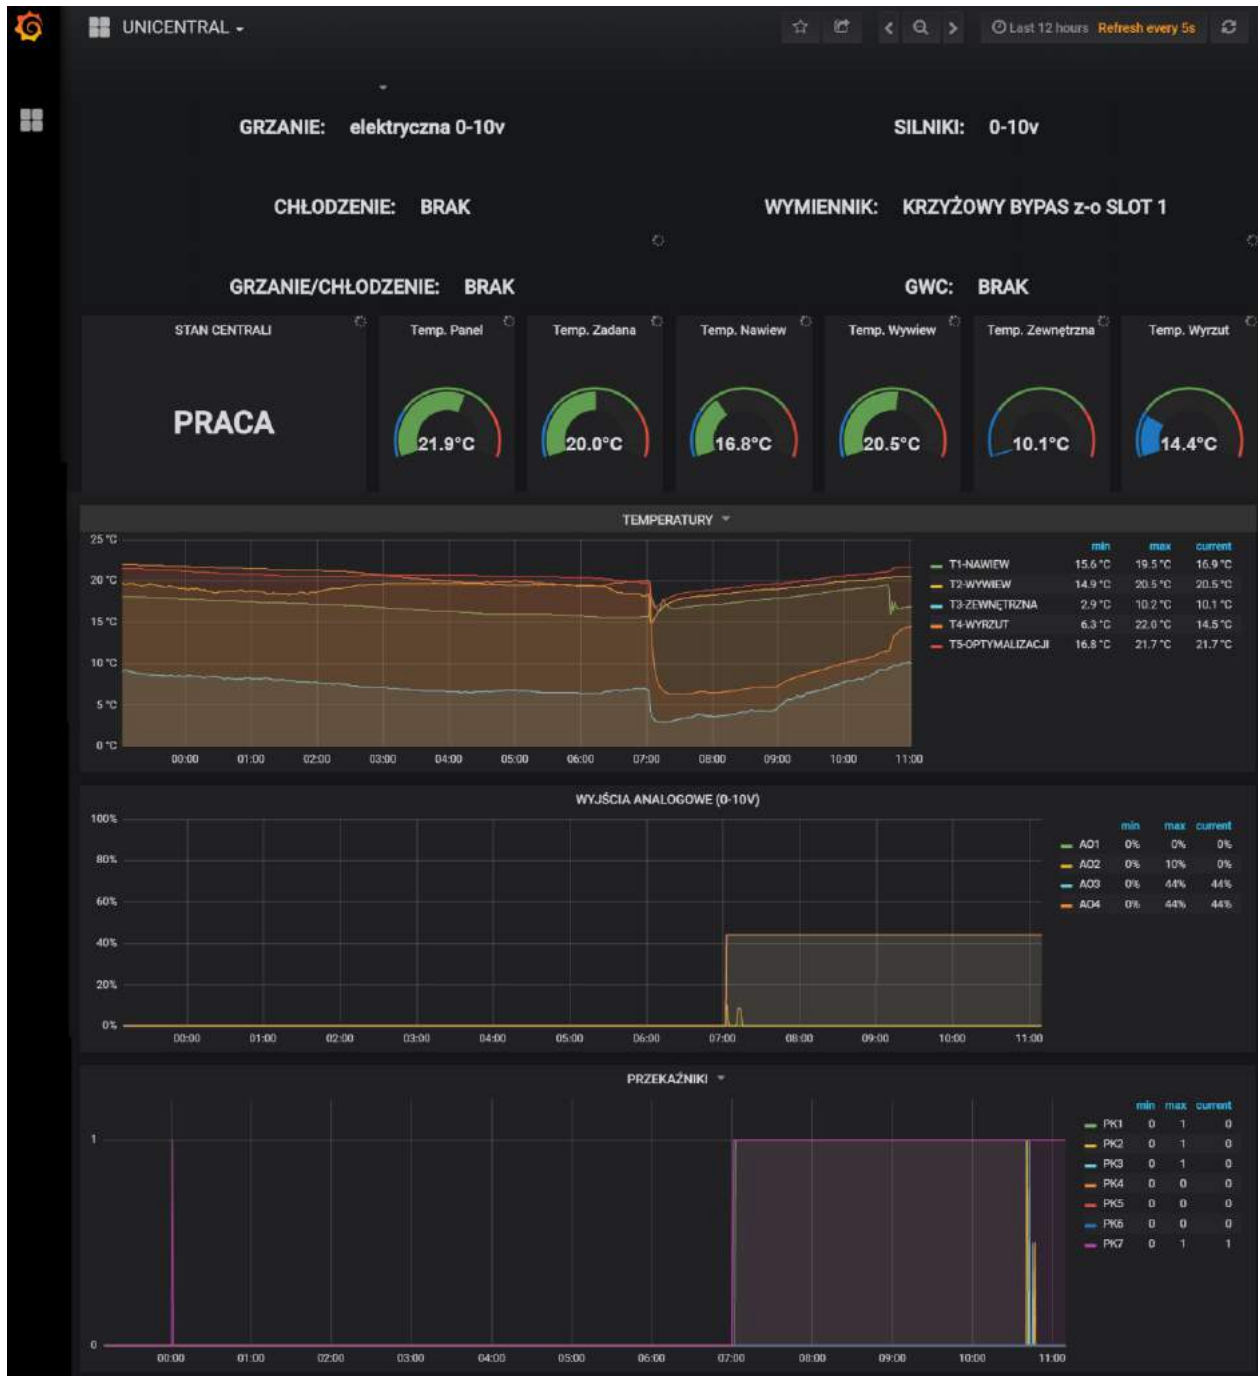 UNICENTRAL
Last 12 hours Refresh every 5s
GRZANIE: elektryczna 0-10v
SILNIKI: 0-10v
CHŁODZENIE: BRAK
WYMIENNIK: KRZYŻOWY BYPAS z-o SLOT 1
GRZANIE/CHŁODZENIE: BRAK
GWC: BRAK
STAN CENTRALI
Temp. Panel
Temp. Zadana
Temp. Nawiew
Temp. Wywiew
Temp. Zewnętrzna
Temp. Wyrzut
PRACA
21.9°C
20.0°C
16.8°C
20.5°C
10.1°C
14.4°C
TEMPERATURY
25 °C
20 °C
15 °C
10 °C
5 °C
0 °C
00:00 01:00 02:00 03:00 04:00 05:00 06:00 07:00 08:00 09:00 10:00 11:00
min max current
T1-NAWIEW 15.6 °C 19.5 °C 16.9 °C
T2-WYWIEW 14.9 °C 20.5 °C 20.5 °C
T3-ZEWNĘTRZNA 2.9 °C 10.2 °C 10.1 °C
T4-WYRZUT 6.3 °C 22.0 °C 14.5 °C
T5-OPTYMALIZACJI 16.8 °C 21.7 °C 21.7 °C
WYJŚCIA ANALOGOWE (0-10V)
100%
80%
60%
40%
20%
0%
00:00 01:00 02:00 03:00 04:00 05:00 06:00 07:00 08:00 09:00 10:00 11:00
min max current
AO1 0% 0% 0%
AO2 0% 10% 0%
AO3 0% 44% 44%
AO4 0% 44% 44%
PRZEKAŹNIKI
1
0
00:00 01:00 02:00 03:00 04:00 05:00 06:00 07:00 08:00 09:00 10:00 11:00
min max current
PK1 0 1 0
PK2 0 1 0
PK3 0 1 0
PK4 0 0 0
PK5 0 0 0
PK6 0 0 0
PK7 0 1 1